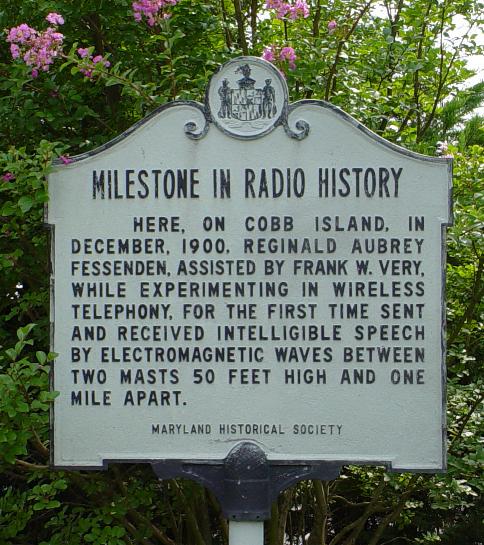 MILESTONE IN RADIO HISTORY
HERE, ON COBB ISLAND, IN
DECEMBER, 1900, REGINALD AUBREY
FESSENDEN, ASSISTED BY FRANK W. VERY,
WHILE EXPERIMENTING IN WIRELESS
TELEPHONY, FOR THE FIRST TIME SENT
AND RECEIVED INTELLIGIBLE SPEECH
BY ELECTROMAGNETIC WAVES BETWEEN
TWO MASTS 50 FEET HIGH AND ONE
MILE APART.
MARYLAND HISTORICAL SOCIETY